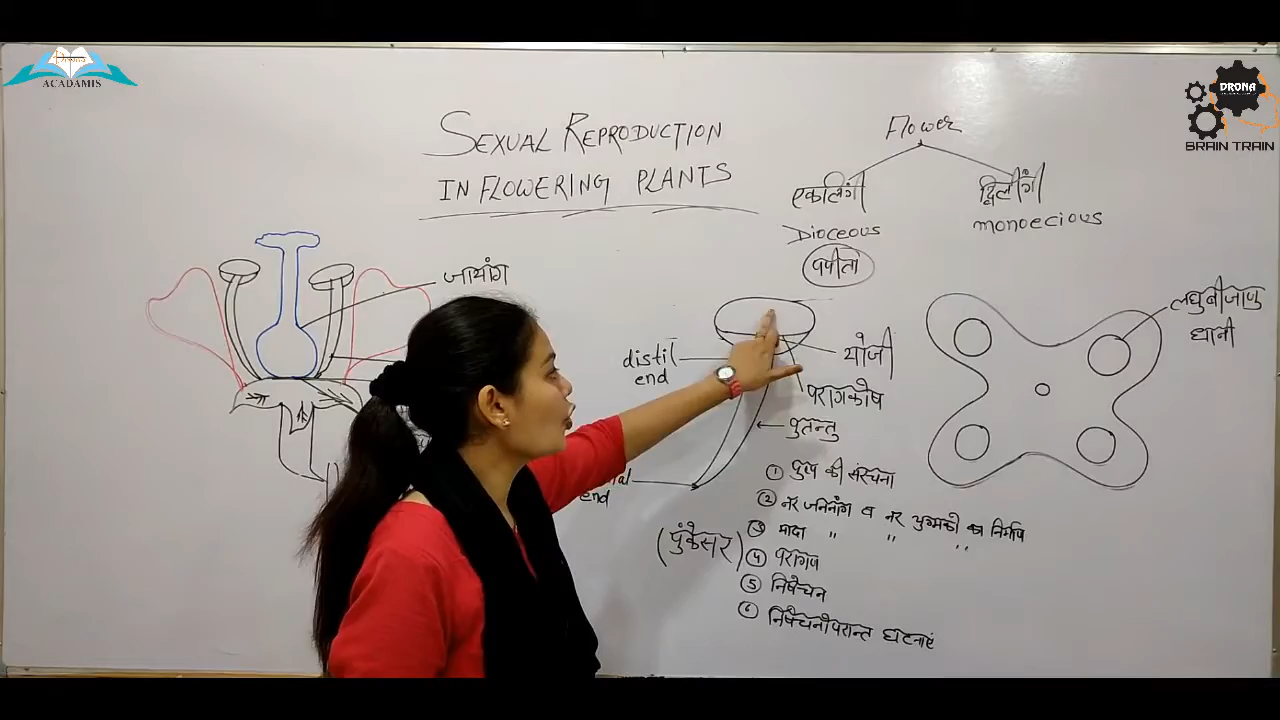 Drona
ACADAMIS
DRONA
BRAIN TRAIN
SEXUAL REPRODUCTION
IN FLOWERING PLANTS
Flower
एकलिंगी
द्विलींगी
Dioceous
monoecious
पपीता
जायांग
लघुबीजाणु
धानी
distil
end
योजी
परागकोष
पुतन्तु
end
(पुंकेसर)
① पुष्प की संरचना
② नर जननिांग व नर युग्मको का निर्माण
③ मादा " " "
④ परागण
⑤ निषेचन
⑥ निषेचनोपरान्त घटनाएं